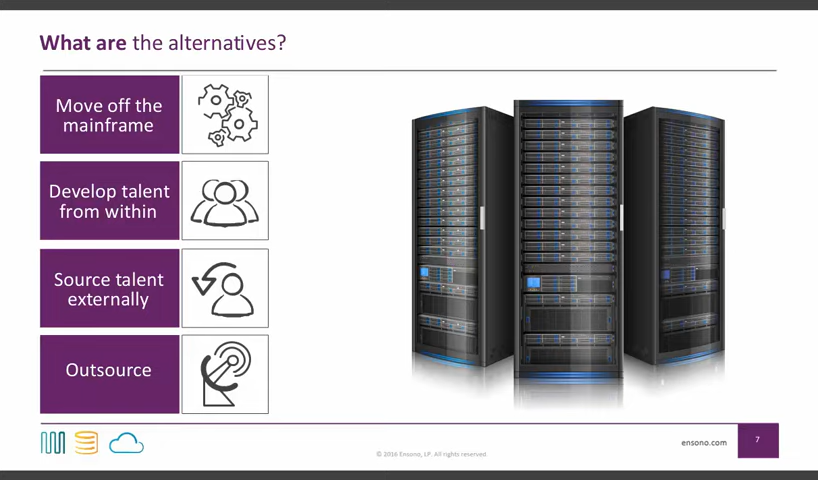 What are the alternatives?
Move off the
mainframe
Develop talent
from within
Source talent
externally
Outsource
ensono.com
7
© 2016 Ensono, LP. All rights reserved